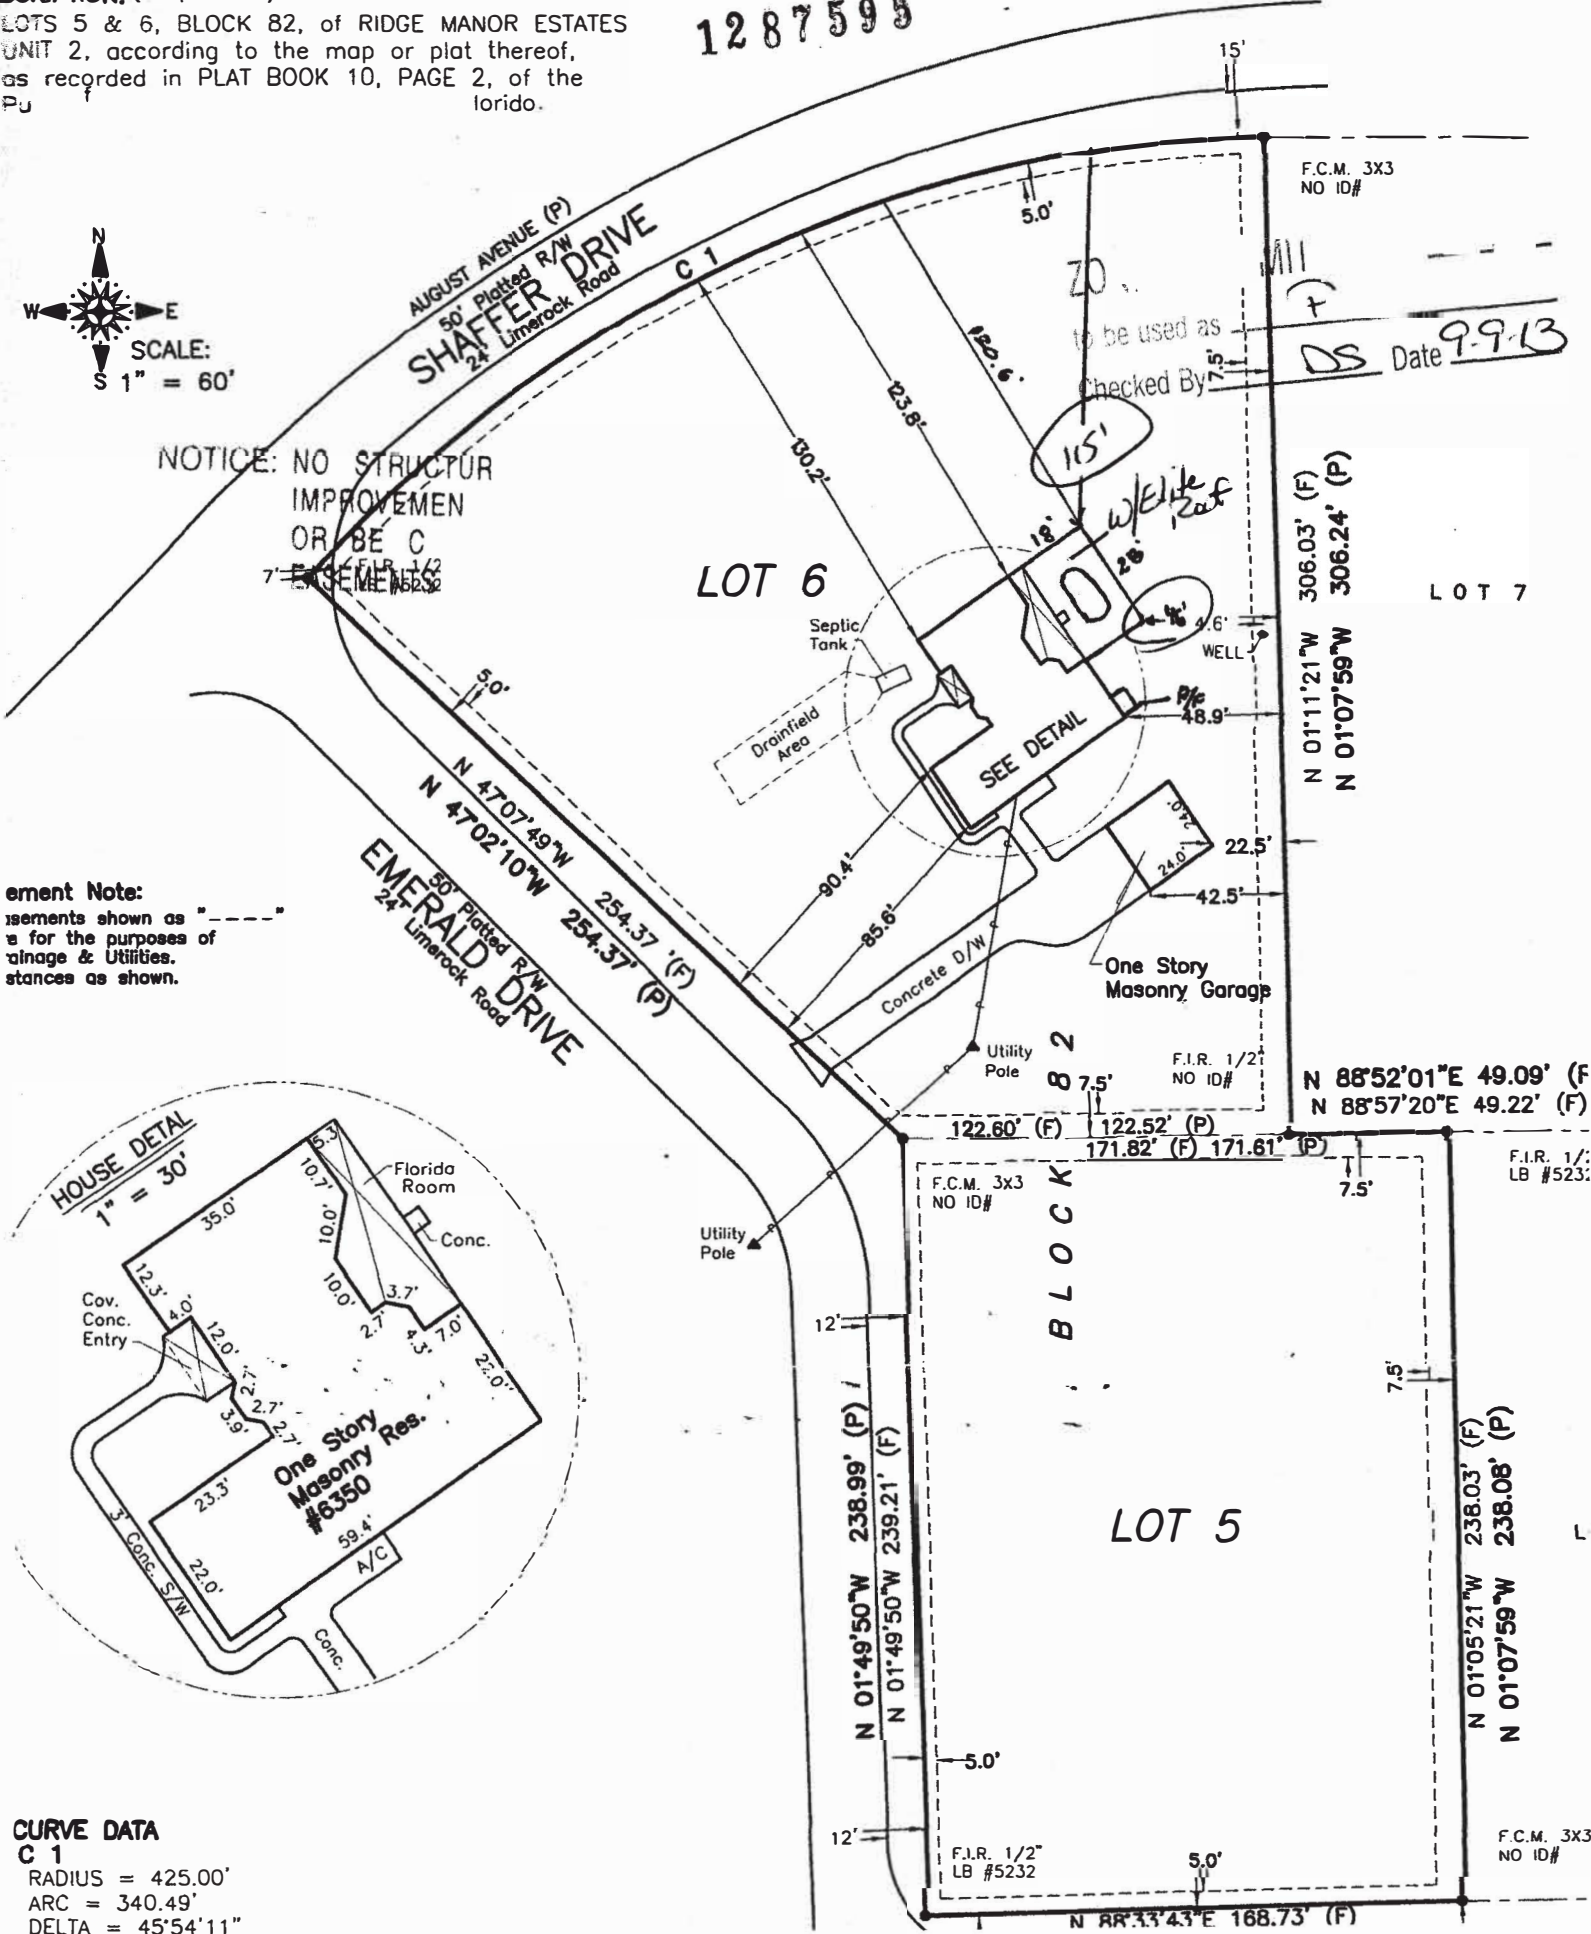 1287595
LOTS 5 & 6, BLOCK 82, of RIDGE MANOR ESTATES
UNIT 2, according to the map or plat thereof,
as recorded in PLAT BOOK 10, PAGE 2, of the
15'
F.C.M. 3X3
NO ID#
N
W E
S
SCALE:
1" = 60'
AUGUST AVENUE (P)
50' Platted R/W
SHAFFER DRIVE
24' Limerock Road
C 1
5.0'
to be used as
Checked By DS Date 9-9-13
7.5'
130.2'
123.8'
120.6'
115'
W/Elite
18'
28'
NOTICE: NO STRUCTUR
IMPROVEMEN
OR BE C
EASEMENTS
F.I.R. 1/2
7'
LOT 6
Septic
Tank
Drainfield
Area
4.6'
WELL
48.9'
SEE DETAIL
N 01°11'21"W 306.03' (F)
N 01°07'59"W 306.24' (P)
LOT 7
5.0'
N 47°07'49"W 254.37 '(F)
N 47°02'10"W 254.37' (P)
50' Platted R/W
EMERALD DRIVE
24' Limerock Road
90.4'
85.6'
24.0'
24.0'
22.5'
42.5'
One Story
Masonry Garage
Concrete D/W
ement Note:
sements shown as "----"
e for the purposes of
ainage & Utilities.
stances as shown.
Utility
Pole
F.I.R. 1/2"
NO ID#
7.5'
N 88°52'01"E 49.09' (F
N 88°57'20"E 49.22' (F)
122.60' (F) 122.52' (P)
171.82' (F) 171.61' (P)
F.C.M. 3x3
NO ID#
7.5'
F.I.R. 1/2
LB #5232
Utility
Pole
BLOCK 82
HOUSE DETAL
1" = 30'
5.3'
10.7'
Florida
Room
35.0'
10.0'
Conc.
12.3'
10.0'
3.7'
2.7'
4.3'
7.0'
Cov.
Conc.
Entry
4.0'
12.0'
22.0'
2.7'
2.7'
3.9'
2.7'
One Story
Masonry Res.
#6350
23.3'
59.4'
3' Conc. S/W
22.0'
A/C
Conc.
12'
7.5'
N 01°49'50"W 238.99' (P)
N 01°49'50"W 239.21' (F)
LOT 5
N 01°05'21"W 238.03' (F)
N 01°07'59"W 238.08' (P)
L
5.0'
12'
F.I.R. 1/2"
LB #5232
5.0'
F.C.M. 3X3
NO ID#
N 88°33'43"E 168.73' (F)
CURVE DATA
C 1
RADIUS = 425.00'
ARC = 340.49'
DELTA = 45°54'11"